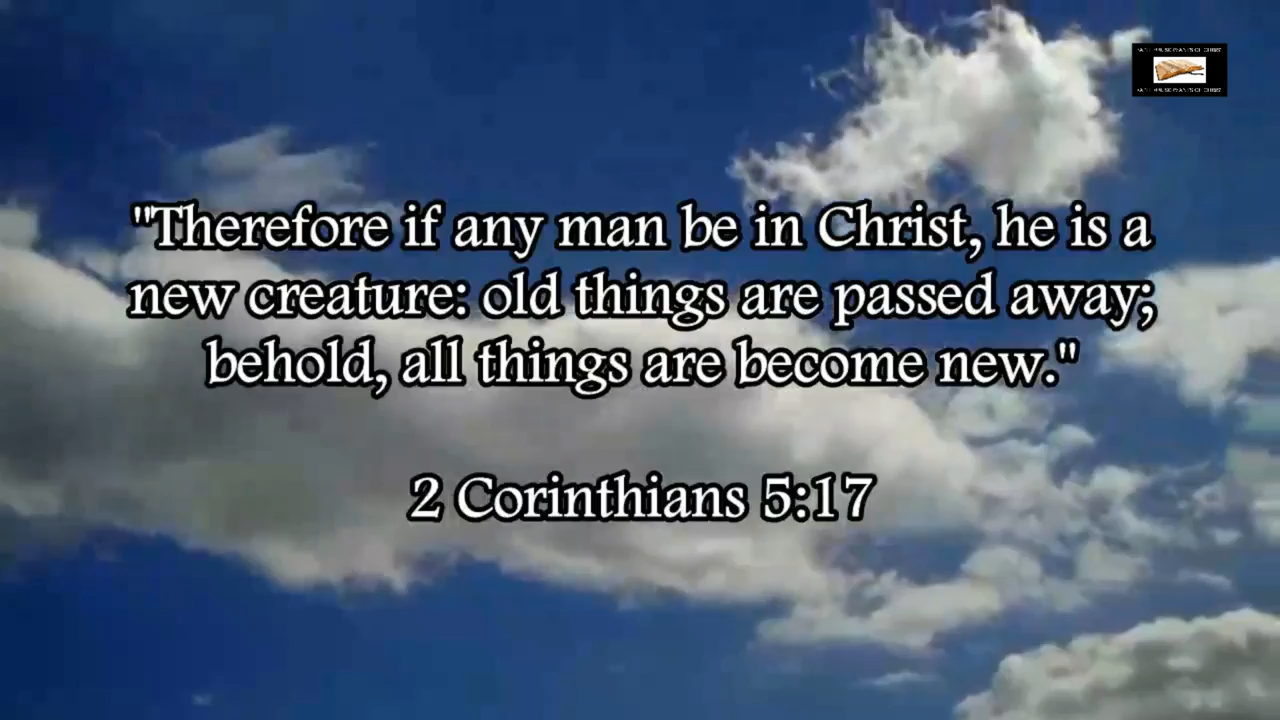 "Therefore if any man be in Christ, he is a
new creature: old things are passed away;
behold, all things are become new."
2 Corinthians 5:17